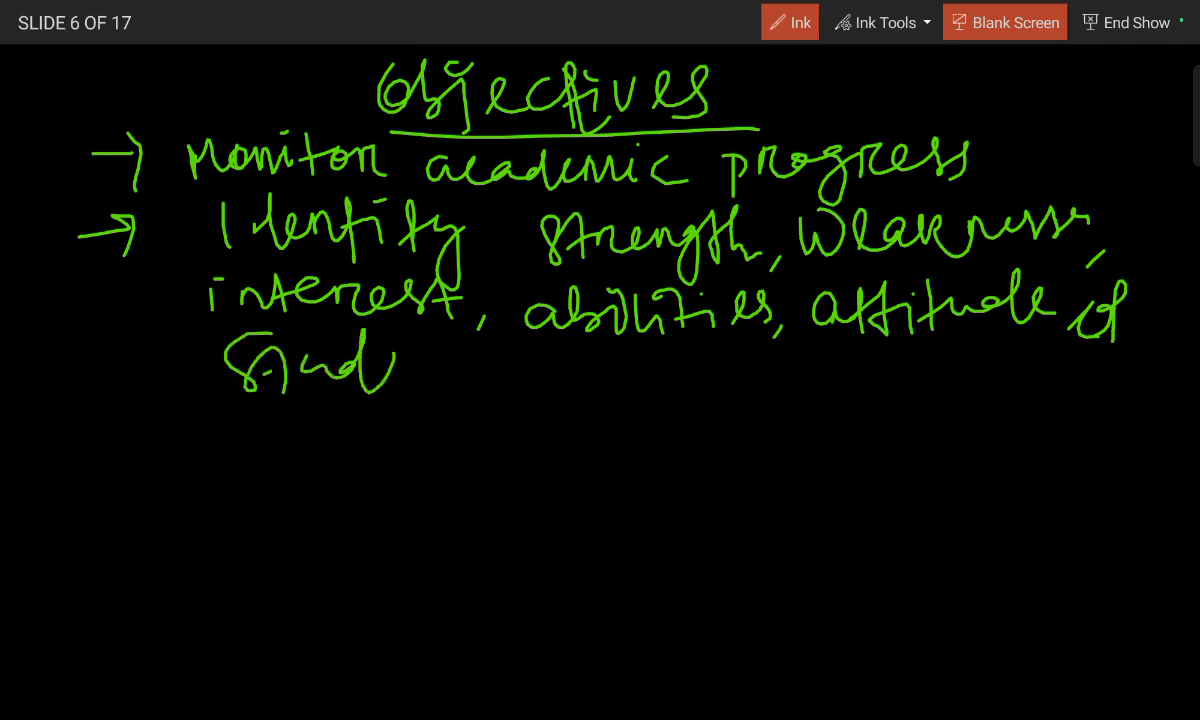 SLIDE 6 OF 17 Ink Ink Tools Blank Screen End Show
Objectives
→ Monitor academic progress
→ Identify strength, weakness,
interest, abilities, attitude of
Stud